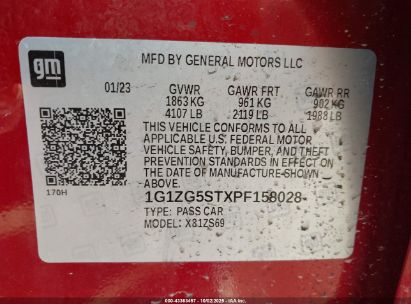 gm
MFD BY GENERAL MOTORS LLC
01/23 GVWR GAWR FRT GAWR RR
1863 KG 961 KG 902 KG
4107 LB 2119 LB 1988 LB
THIS VEHICLE CONFORMS TO ALL
APPLICABLE U.S. FEDERAL MOTOR
VEHICLE SAFETY, BUMPER, AND THEFT
PREVENTION STANDARDS IN EFFECT ON
THE DATE OF MANUFACTURE SHOWN
ABOVE.
170H
1G1ZG5STXPF158028
TYPE: PASS CAR
MODEL: X81ZS69